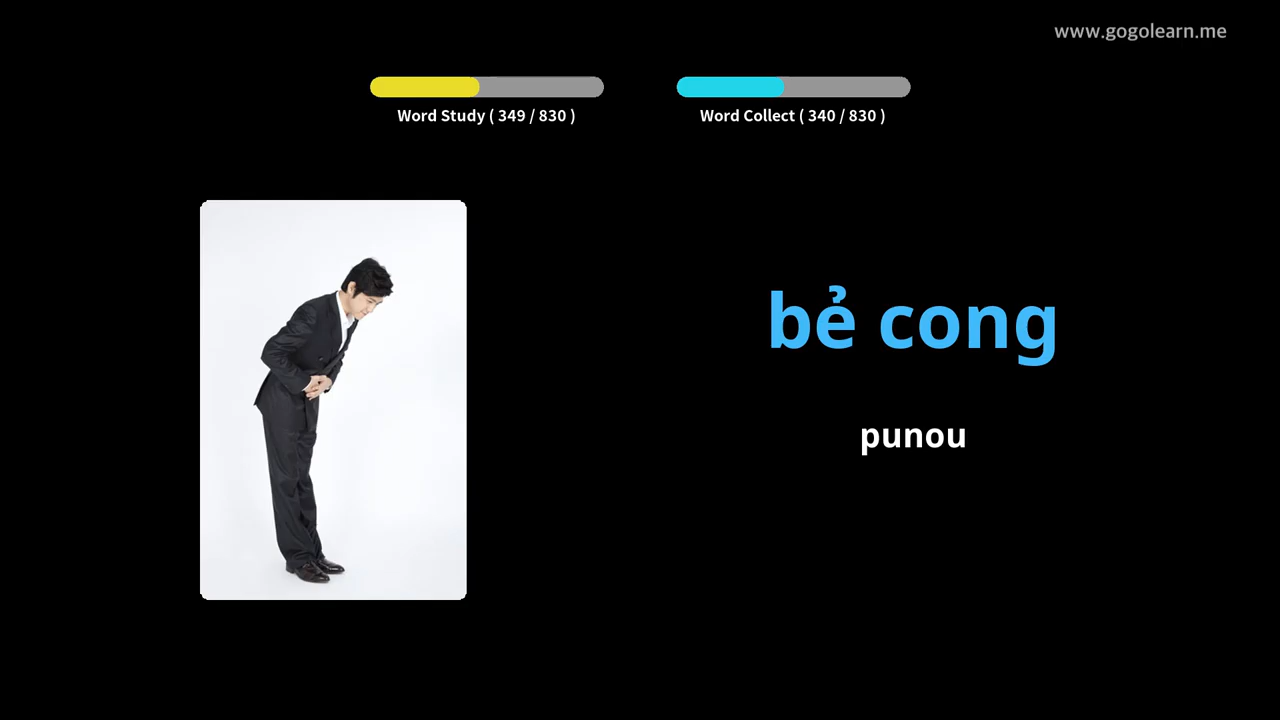 www.gogolearn.me
Word Study ( 349 / 830 )
Word Collect ( 340 / 830 )
bẻ cong
punou